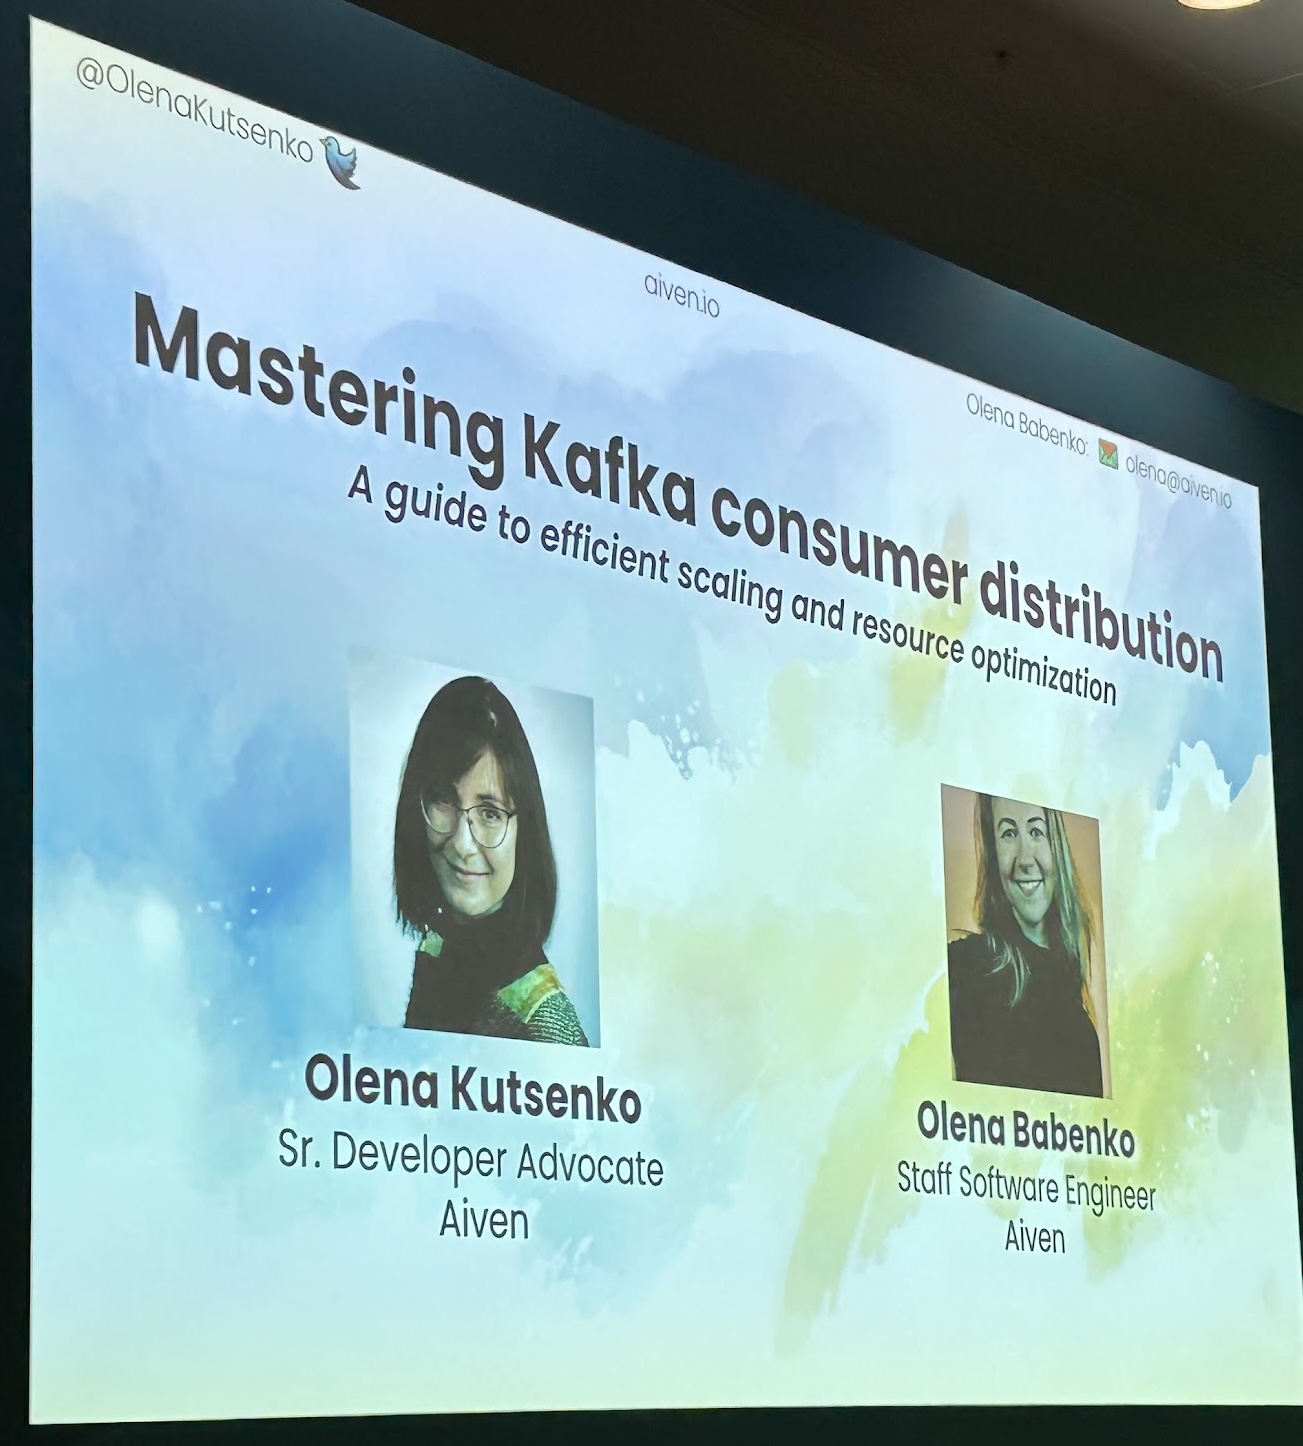 @OlenaKutsenko
aiven.io
Olena Babenko: olena@aiven.io
Mastering Kafka consumer distribution
A guide to efficient scaling and resource optimization
Olena Kutsenko
Sr. Developer Advocate
Aiven
Olena Babenko
Staff Software Engineer
Aiven